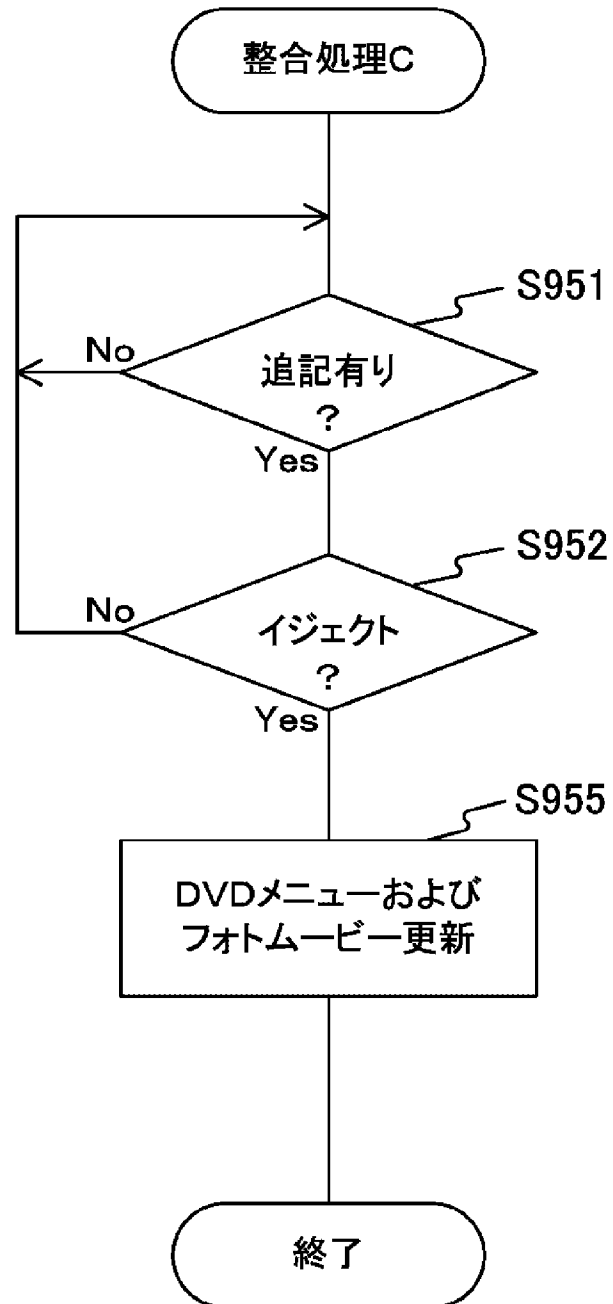 整合処理C
S951
No
追記有り
?
Yes
S952
No
イジェクト
?
Yes
S955
DVDメニューおよび
フォトムービー更新
終了